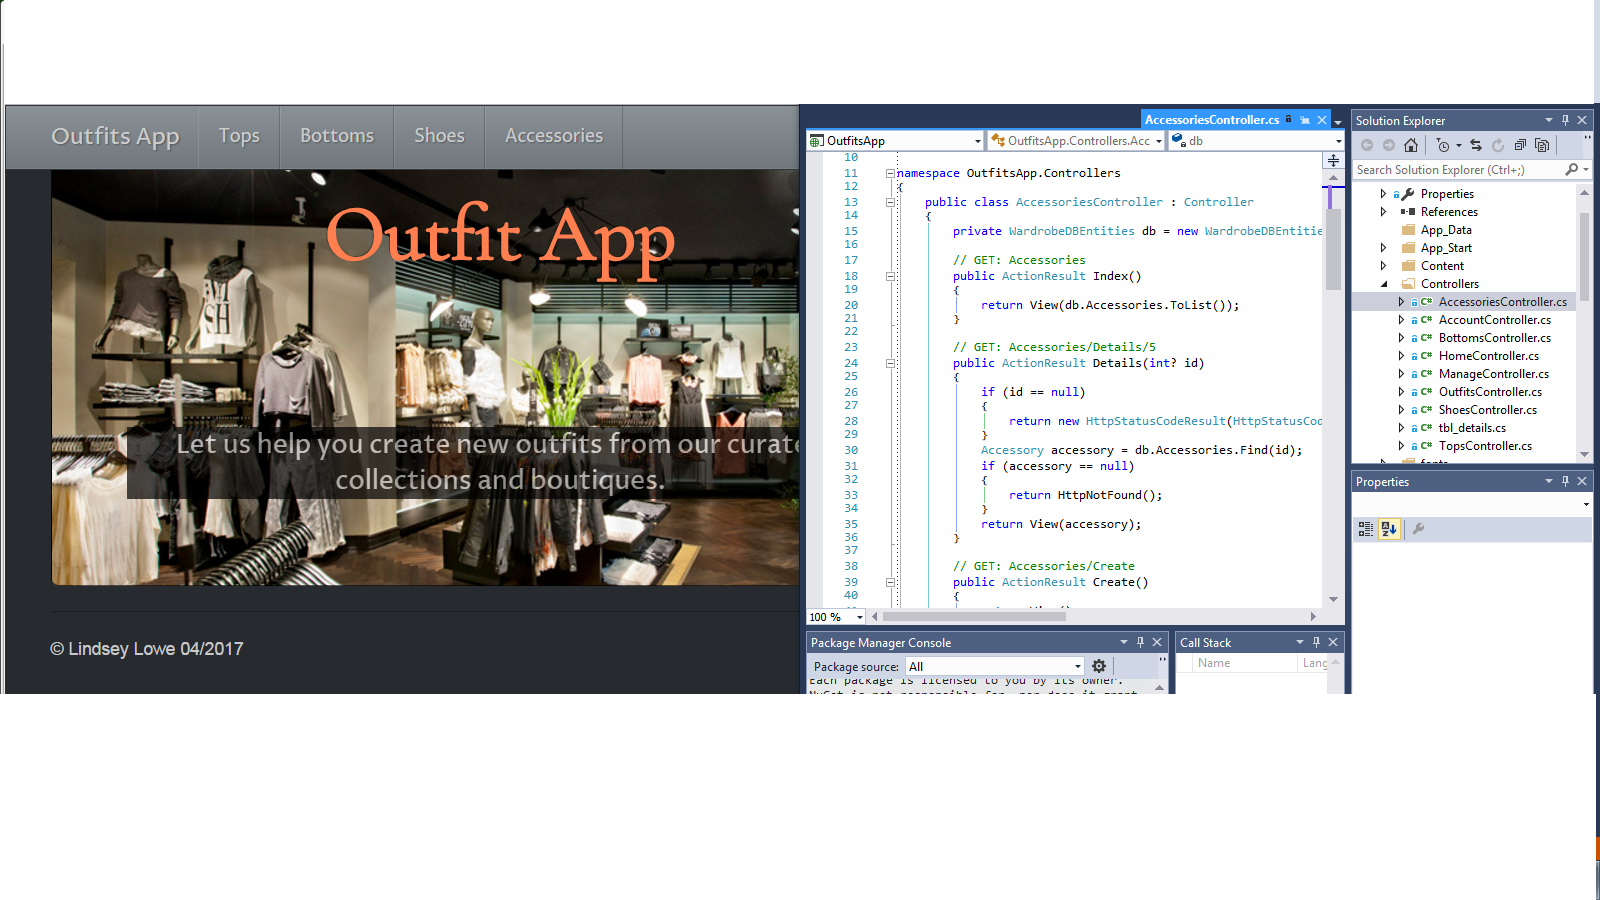 Outfits App
Tops
Bottoms
Shoes
Accessories
Outfit App
Let us help you create new outfits from our curate
collections and boutiques.
© Lindsey Lowe 04/2017
AccessoriesController.cs
OutfitsApp
OutfitsApp.Controllers.Acc
db
10
11 namespace OutfitsApp.Controllers
12 {
13 public class AccessoriesController : Controller
14 {
15 private WardrobeDBEntities db = new WardrobeDBEntitie
16
17 // GET: Accessories
18 public ActionResult Index()
19 {
20 return View(db.Accessories.ToList());
21 }
22
23 // GET: Accessories/Details/5
24 public ActionResult Details(int? id)
25 {
26 if (id == null)
27 {
28 return new HttpStatusCodeResult(HttpStatusCod
29 }
30 Accessory accessory = db.Accessories.Find(id);
31 if (accessory == null)
32 {
33 return HttpNotFound();
34 }
35 return View(accessory);
36 }
37
38 // GET: Accessories/Create
39 public ActionResult Create()
40 {
100 %
Package Manager Console
Package source: All
Each package is licensed to you by its owner.
Call Stack
Name
Lang
Solution Explorer
Search Solution Explorer (Ctrl+;)
Properties
References
App_Data
App_Start
Content
Controllers
C# AccessoriesController.cs
C# AccountController.cs
C# BottomsController.cs
C# HomeController.cs
C# ManageController.cs
C# OutfitsController.cs
C# ShoesController.cs
C# tbl_details.cs
C# TopsController.cs
Properties